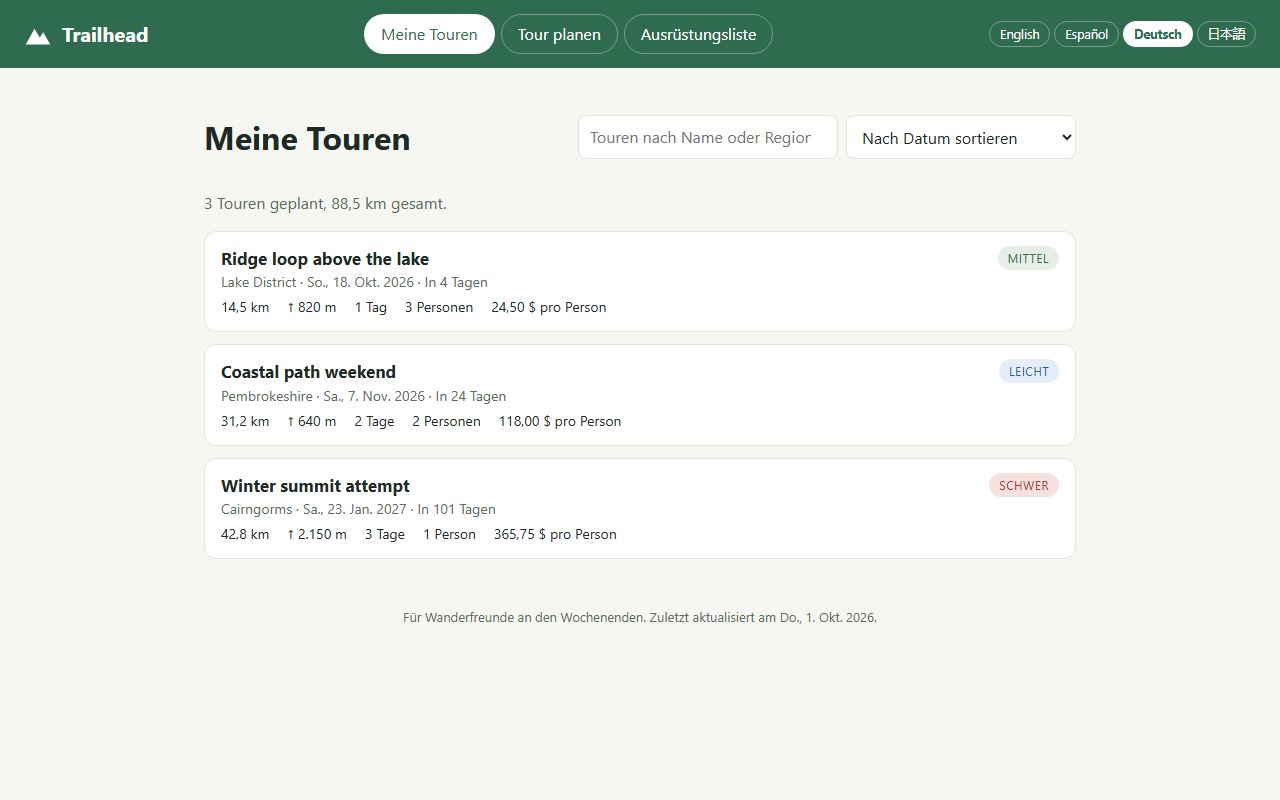 Trailhead
Meine Touren
Tour planen
Ausrüstungsliste
English
Español
Deutsch
日本語
Meine Touren
Touren nach Name oder Region
Nach Datum sortieren
3 Touren geplant, 88,5 km gesamt.
Ridge loop above the lake
MITTEL
Lake District · So., 18. Okt. 2026 · In 4 Tagen
14,5 km ↑ 820 m 1 Tag 3 Personen 24,50 $ pro Person
Coastal path weekend
LEICHT
Pembrokeshire · Sa., 7. Nov. 2026 · In 24 Tagen
31,2 km ↑ 640 m 2 Tage 2 Personen 118,00 $ pro Person
Winter summit attempt
SCHWER
Cairngorms · Sa., 23. Jan. 2027 · In 101 Tagen
42,8 km ↑ 2.150 m 3 Tage 1 Person 365,75 $ pro Person
Für Wanderfreunde an den Wochenenden. Zuletzt aktualisiert am Do., 1. Okt. 2026.